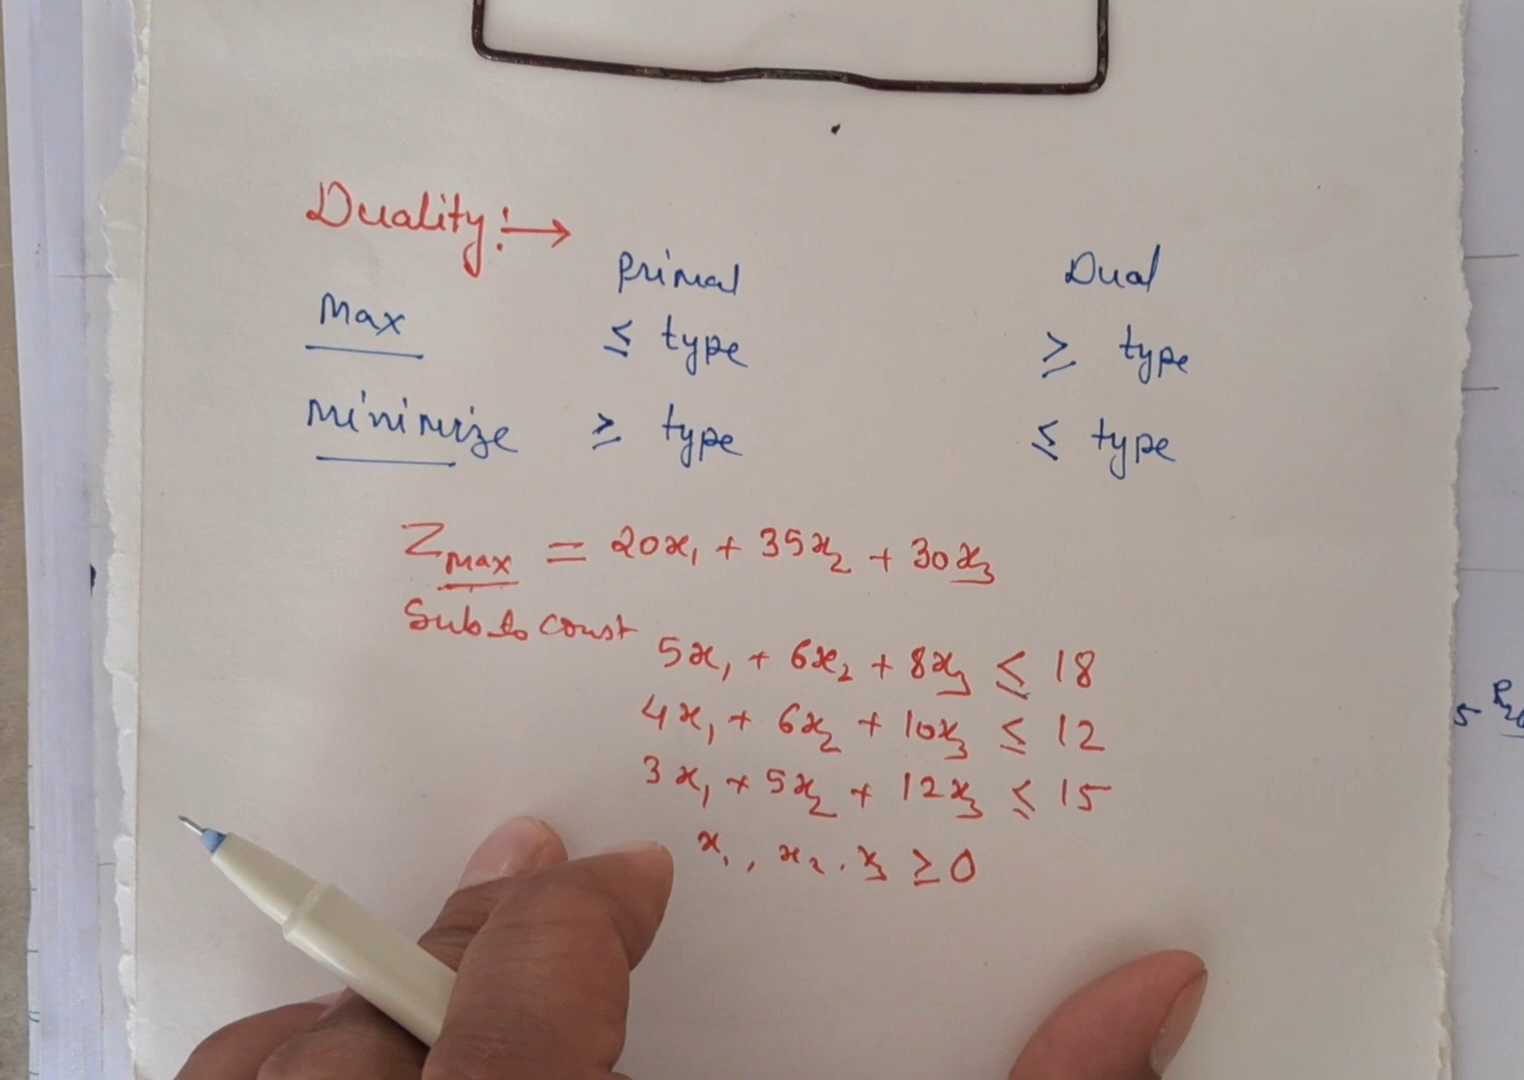 Duality:→
Primal Dual
Max ≤ type ≥ type
Minimize ≥ type ≤ type
Zmax = 20x₁ + 35x₂ + 30x₃
Sub to const
5x₁ + 6x₂ + 8x₃ ≤ 18
4x₁ + 6x₂ + 10x₃ ≤ 12
3x₁ + 5x₂ + 12x₃ ≤ 15
x₁, x₂. x₃ ≥ 0